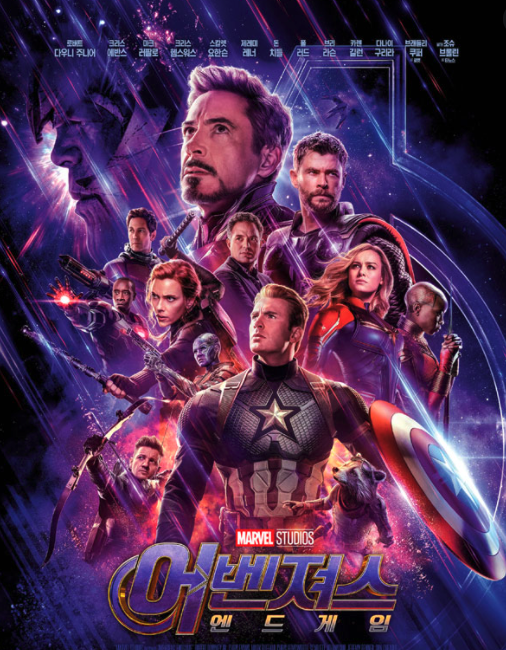 로버트 크리스 마크 크리스 스칼렛 제레미 돈 폴 브리 카렌 다나이 브래들리 조슈
다우니 주니어 에반스 러팔로 헴스워스 요한슨 레너 치들 러드 라슨 길런 구리라 쿠퍼 브롤린
MARVEL STUDIOS
어벤져스
엔드게임